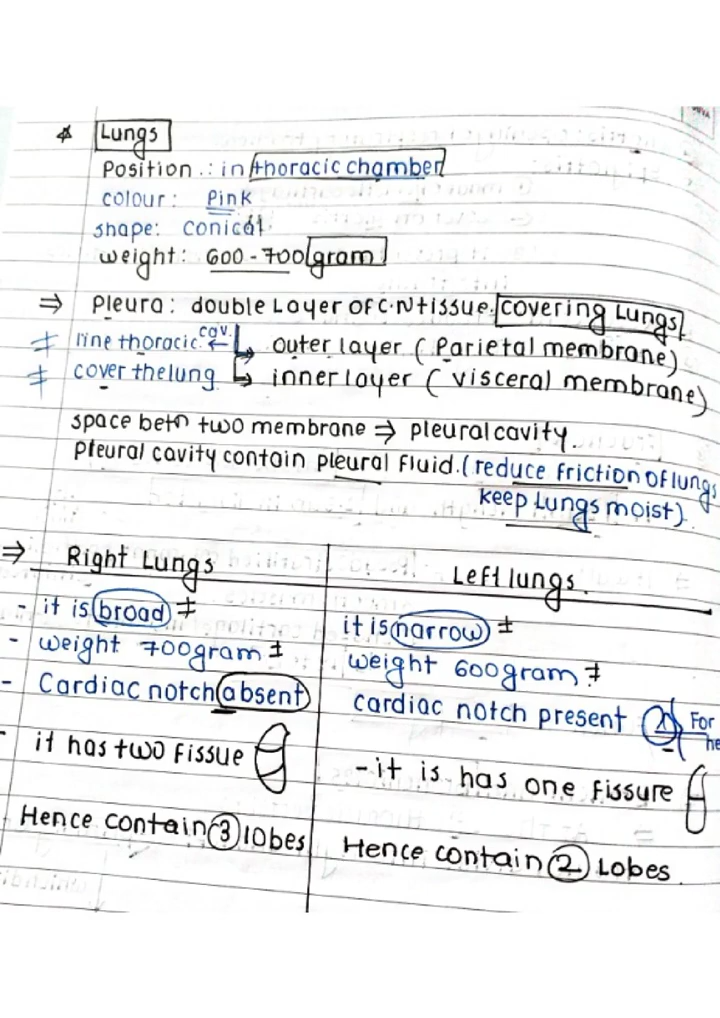 Lungs
Position : in thoracic chamber
colour : Pink
shape: conical
weight: 600 - 700 gram
⇒ Pleura : double Layer of C.N tissue. covering Lungs
line thoracic cav. ← ↳ outer layer ( Parietal membrane)
cover the lung ↳ inner layer ( visceral membrane)
space betn two membrane ⇒ pleural cavity.
Pleural cavity contain pleural fluid. (reduce friction of lungs
keep Lungs moist)
⇒ Right Lungs
Left lungs.
- it is broad
- weight 700gram
- Cardiac notch absent
- it has two fissue
Hence contain 3 lobes
it is narrow
weight 600gram
cardiac notch present For
he
- it is has one fissure
Hence contain 2 Lobes